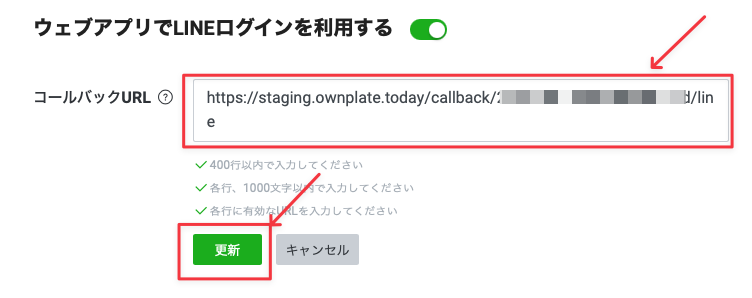 ウェブアプリでLINEログインを利用する
コールバックURL ?
https://staging.ownplate.today/callback/ /lin
e
400行以内で入力してください
各行、1000文字以内で入力してください
各行に有効なURLを入力してください
更新 キャンセル